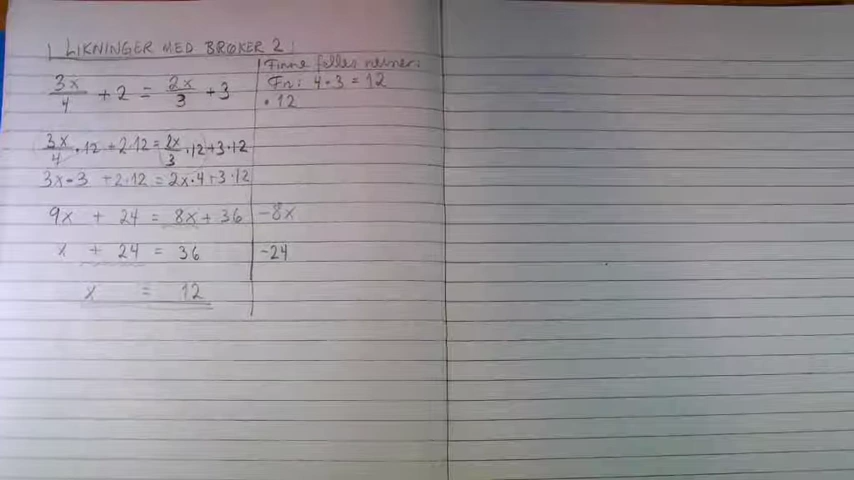 LIKNINGER MED BRØKER 2:
Finne felles nevner:
3x/4 + 2 = 2x/3 + 3
Fn: 4·3 = 12
·12
3x/4 ·12 + 2·12 = 2x/3 ·12 + 3·12
3x·3 + 2·12 = 2x·4 + 3·12
9x + 24 = 8x + 36 -8x
x + 24 = 36 -24
x = 12